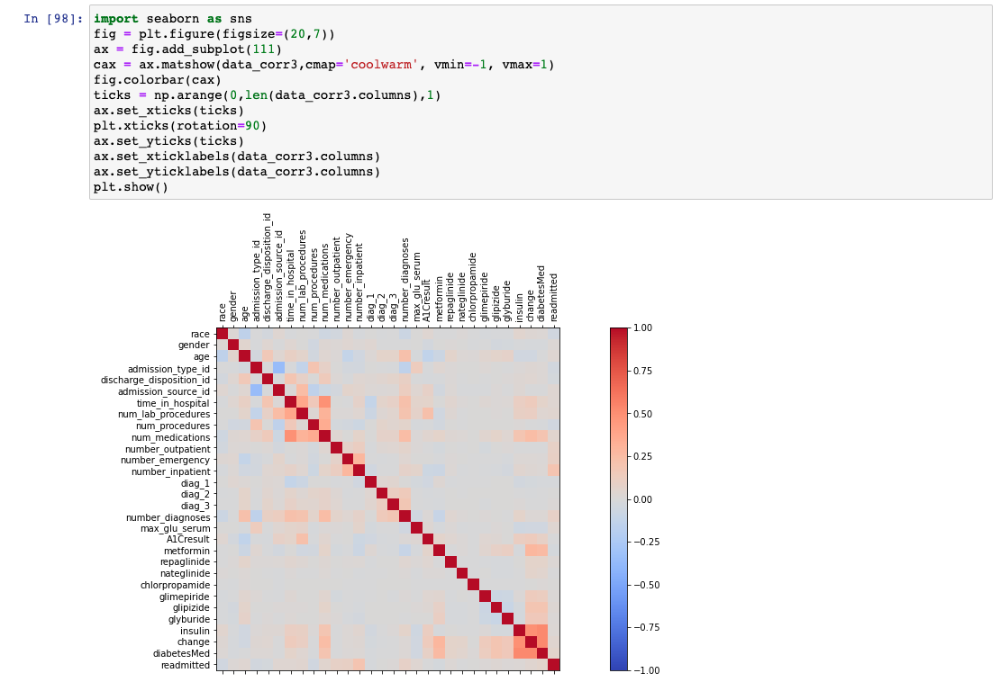 In [98]:
import seaborn as sns
fig = plt.figure(figsize=(20,7))
ax = fig.add_subplot(111)
cax = ax.matshow(data_corr3,cmap='coolwarm', vmin=-1, vmax=1)
fig.colorbar(cax)
ticks = np.arange(0,len(data_corr3.columns),1)
ax.set_xticks(ticks)
plt.xticks(rotation=90)
ax.set_yticks(ticks)
ax.set_xticklabels(data_corr3.columns)
ax.set_yticklabels(data_corr3.columns)
plt.show()
race
gender
age
admission_type_id
discharge_disposition_id
admission_source_id
time_in_hospital
num_lab_procedures
num_procedures
num_medications
number_outpatient
number_emergency
number_inpatient
diag_1
diag_2
diag_3
number_diagnoses
max_glu_serum
A1Cresult
metformin
repaglinide
nateglinide
chlorpropamide
glimepiride
glipizide
glyburide
insulin
change
diabetesMed
readmitted
race
gender
age
admission_type_id
discharge_disposition_id
admission_source_id
time_in_hospital
num_lab_procedures
num_procedures
num_medications
number_outpatient
number_emergency
number_inpatient
diag_1
diag_2
diag_3
number_diagnoses
max_glu_serum
A1Cresult
metformin
repaglinide
nateglinide
chlorpropamide
glimepiride
glipizide
glyburide
insulin
change
diabetesMed
readmitted
1.00
0.75
0.50
0.25
0.00
−0.25
−0.50
−0.75
−1.00